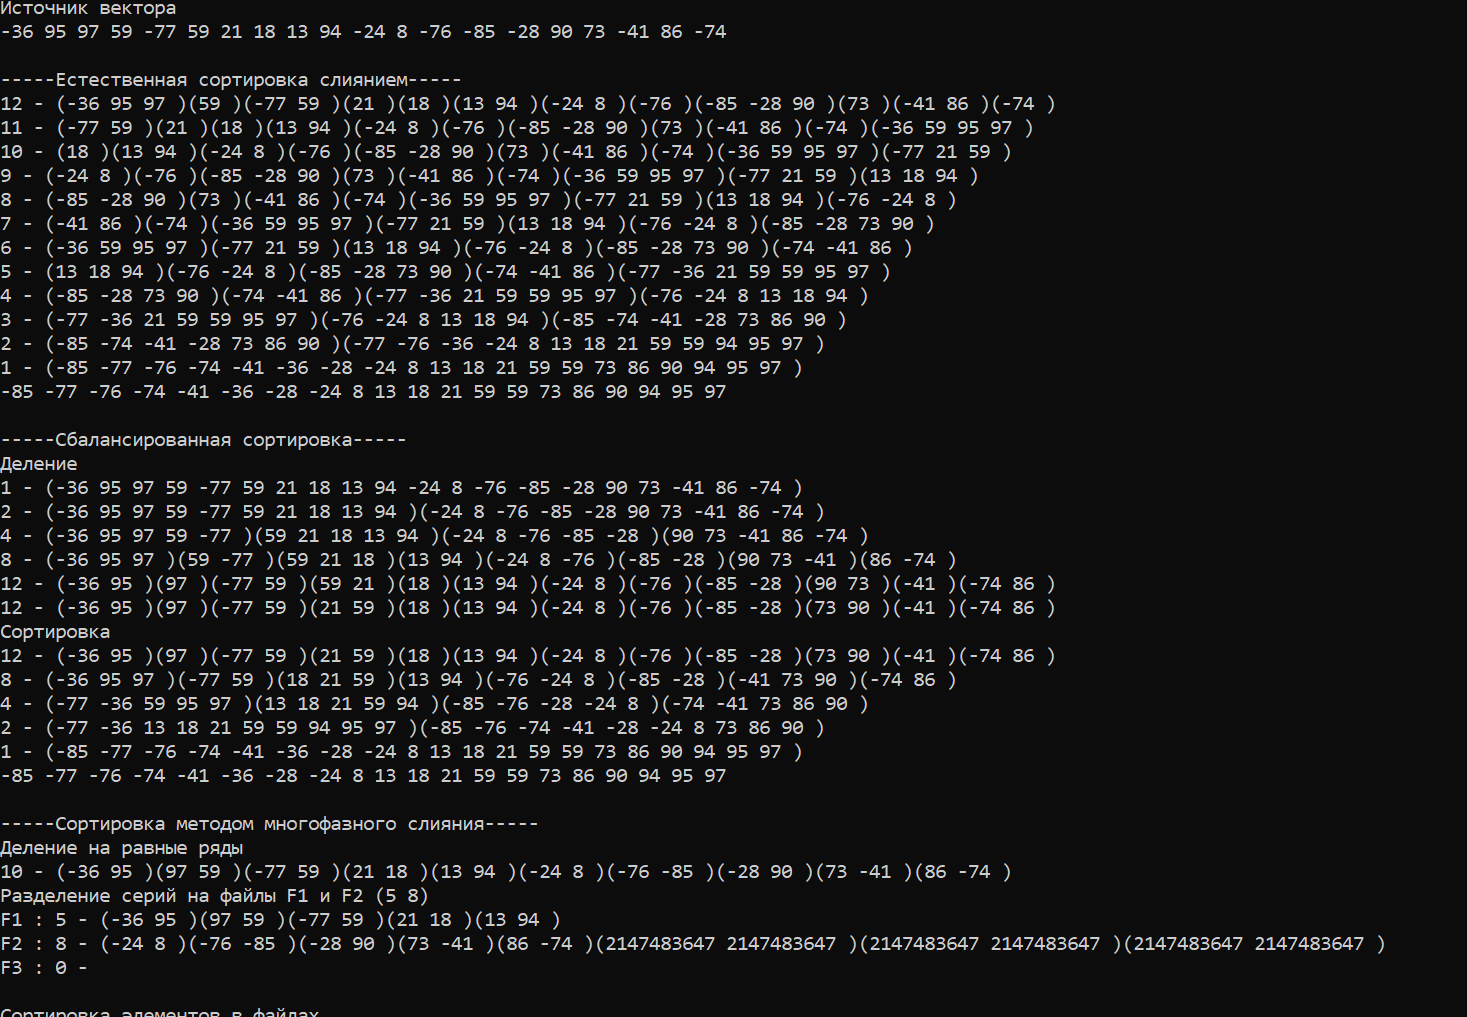 Источник вектора
-36 95 97 59 -77 59 21 18 13 94 -24 8 -76 -85 -28 90 73 -41 86 -74
-----Естественная сортировка слиянием-----
12 - (-36 95 97 )(59 )(-77 59 )(21 )(18 )(13 94 )(-24 8 )(-76 )(-85 -28 90 )(73 )(-41 86 )(-74 )
11 - (-77 59 )(21 )(18 )(13 94 )(-24 8 )(-76 )(-85 -28 90 )(73 )(-41 86 )(-74 )(-36 59 95 97 )
10 - (18 )(13 94 )(-24 8 )(-76 )(-85 -28 90 )(73 )(-41 86 )(-74 )(-36 59 95 97 )(-77 21 59 )
9 - (-24 8 )(-76 )(-85 -28 90 )(73 )(-41 86 )(-74 )(-36 59 95 97 )(-77 21 59 )(13 18 94 )
8 - (-85 -28 90 )(73 )(-41 86 )(-74 )(-36 59 95 97 )(-77 21 59 )(13 18 94 )(-76 -24 8 )
7 - (-41 86 )(-74 )(-36 59 95 97 )(-77 21 59 )(13 18 94 )(-76 -24 8 )(-85 -28 73 90 )
6 - (-36 59 95 97 )(-77 21 59 )(13 18 94 )(-76 -24 8 )(-85 -28 73 90 )(-74 -41 86 )
5 - (13 18 94 )(-76 -24 8 )(-85 -28 73 90 )(-74 -41 86 )(-77 -36 21 59 59 95 97 )
4 - (-85 -28 73 90 )(-74 -41 86 )(-77 -36 21 59 59 95 97 )(-76 -24 8 13 18 94 )
3 - (-77 -36 21 59 59 95 97 )(-76 -24 8 13 18 94 )(-85 -74 -41 -28 73 86 90 )
2 - (-85 -74 -41 -28 73 86 90 )(-77 -76 -36 -24 8 13 18 21 59 59 94 95 97 )
1 - (-85 -77 -76 -74 -41 -36 -28 -24 8 13 18 21 59 59 73 86 90 94 95 97 )
-85 -77 -76 -74 -41 -36 -28 -24 8 13 18 21 59 59 73 86 90 94 95 97
-----Сбалансированная сортировка-----
Деление
1 - (-36 95 97 59 -77 59 21 18 13 94 -24 8 -76 -85 -28 90 73 -41 86 -74 )
2 - (-36 95 97 59 -77 59 21 18 13 94 )(-24 8 -76 -85 -28 90 73 -41 86 -74 )
4 - (-36 95 97 59 -77 )(59 21 18 13 94 )(-24 8 -76 -85 -28 )(90 73 -41 86 -74 )
8 - (-36 95 97 )(59 -77 )(59 21 18 )(13 94 )(-24 8 -76 )(-85 -28 )(90 73 -41 )(86 -74 )
12 - (-36 95 )(97 )(-77 59 )(59 21 )(18 )(13 94 )(-24 8 )(-76 )(-85 -28 )(90 73 )(-41 )(-74 86 )
12 - (-36 95 )(97 )(-77 59 )(21 59 )(18 )(13 94 )(-24 8 )(-76 )(-85 -28 )(73 90 )(-41 )(-74 86 )
Сортировка
12 - (-36 95 )(97 )(-77 59 )(21 59 )(18 )(13 94 )(-24 8 )(-76 )(-85 -28 )(73 90 )(-41 )(-74 86 )
8 - (-36 95 97 )(-77 59 )(18 21 59 )(13 94 )(-76 -24 8 )(-85 -28 )(-41 73 90 )(-74 86 )
4 - (-77 -36 59 95 97 )(13 18 21 59 94 )(-85 -76 -28 -24 8 )(-74 -41 73 86 90 )
2 - (-77 -36 13 18 21 59 59 94 95 97 )(-85 -76 -74 -41 -28 -24 8 73 86 90 )
1 - (-85 -77 -76 -74 -41 -36 -28 -24 8 13 18 21 59 59 73 86 90 94 95 97 )
-85 -77 -76 -74 -41 -36 -28 -24 8 13 18 21 59 59 73 86 90 94 95 97
-----Сортировка методом многофазного слияния-----
Деление на равные ряды
10 - (-36 95 )(97 59 )(-77 59 )(21 18 )(13 94 )(-24 8 )(-76 -85 )(-28 90 )(73 -41 )(86 -74 )
Разделение серий на файлы F1 и F2 (5 8)
F1 : 5 - (-36 95 )(97 59 )(-77 59 )(21 18 )(13 94 )
F2 : 8 - (-24 8 )(-76 -85 )(-28 90 )(73 -41 )(86 -74 )(2147483647 2147483647 )(2147483647 2147483647 )(2147483647 2147483647 )
F3 : 0 -
Сортировка элементов в файлах